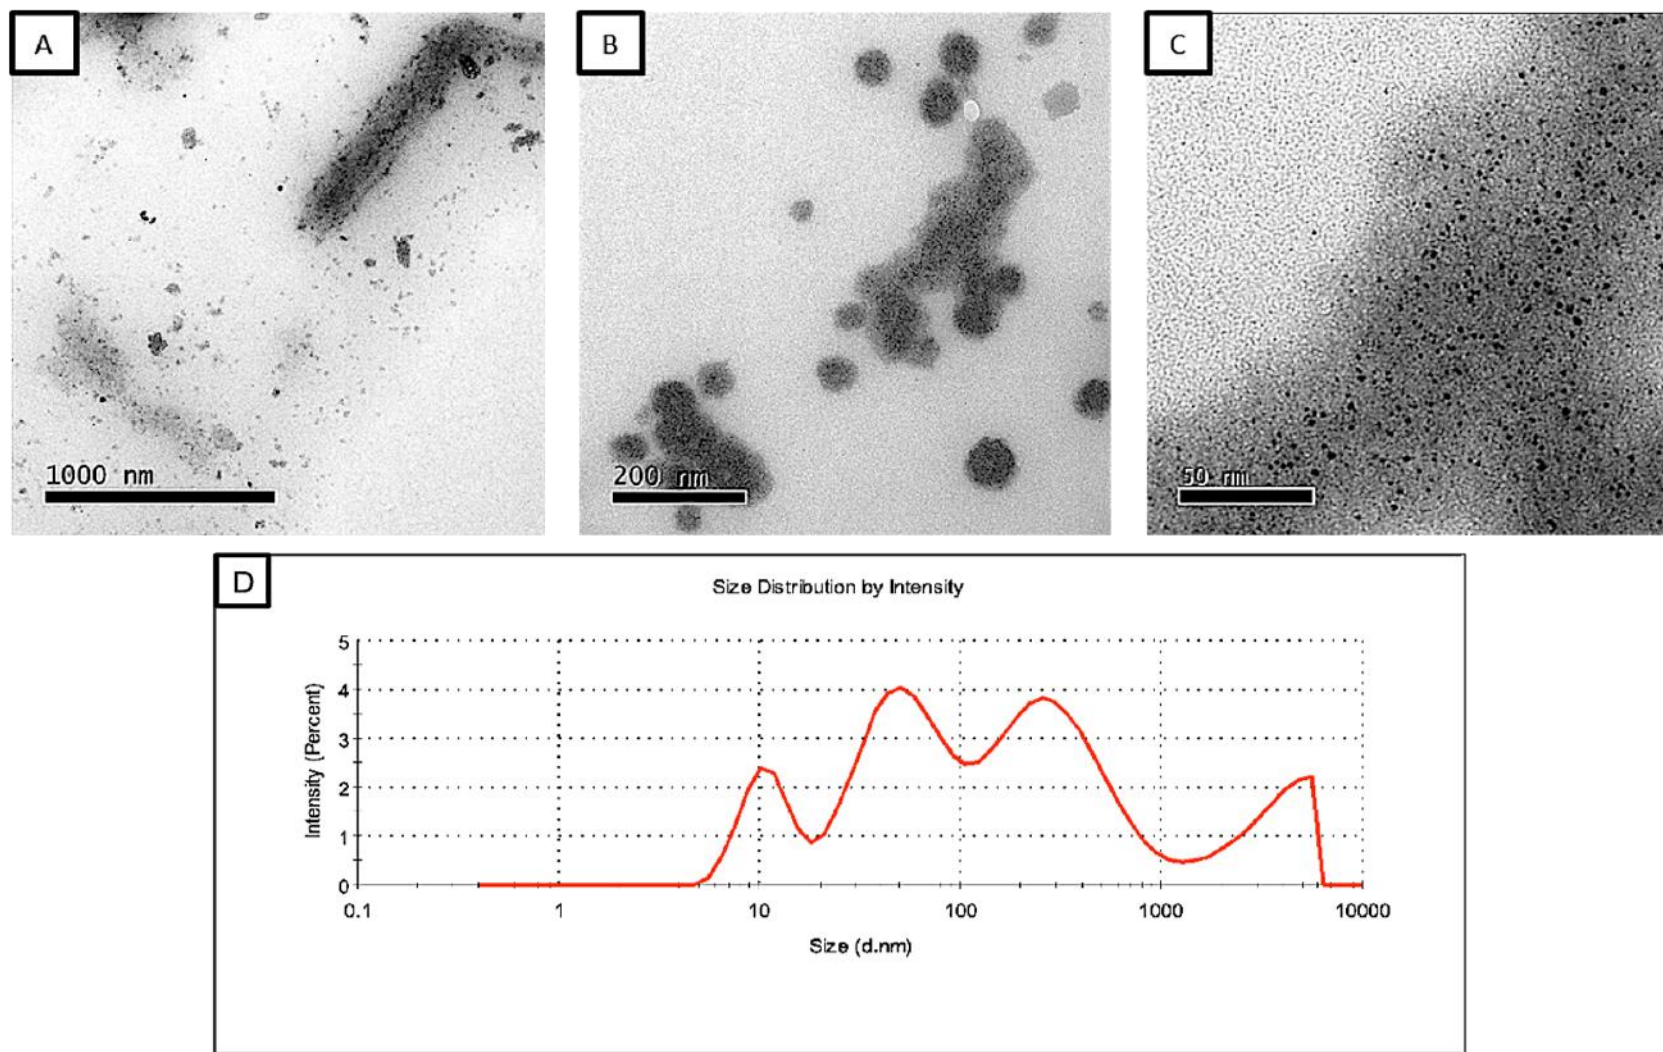 A
B
C
1000 nm
200 nm
50 nm
D
Size Distribution by Intensity
5
4
3
2
1
0
Intensity (Percent)
0.1
1
10
100
1000
10000
Size (d.nm)